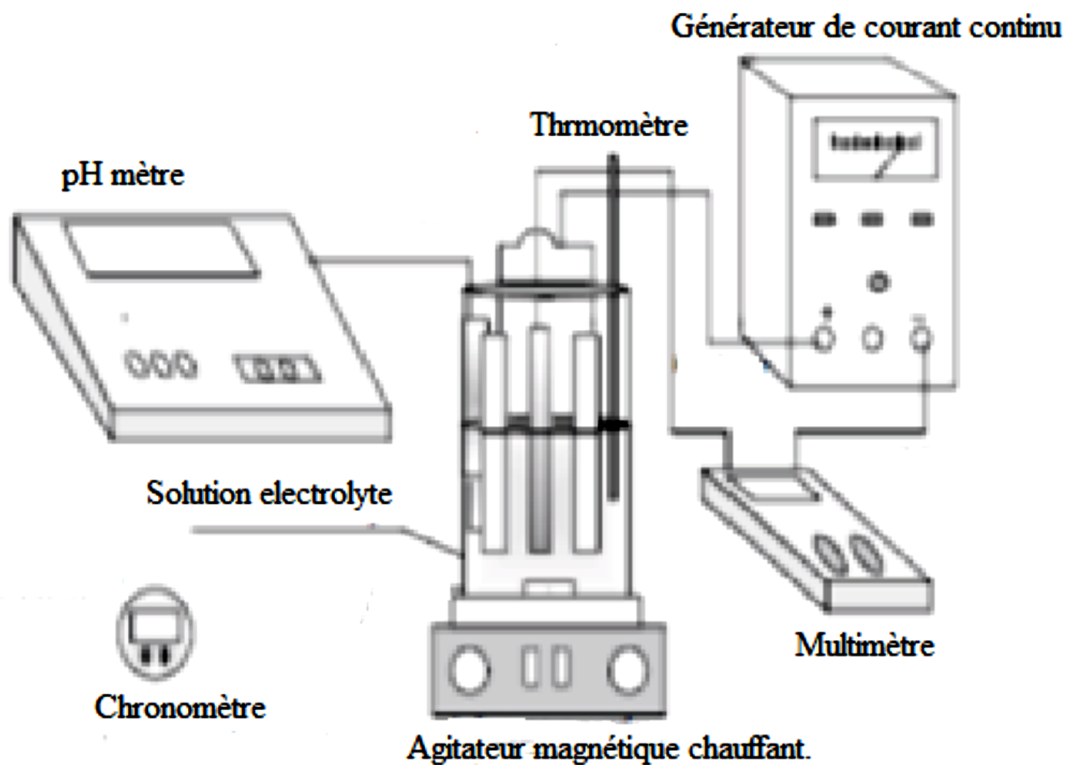 Générateur de courant continu
Thrmomètre
pH mètre
+
-
Solution electrolyte
Multimètre
Chronomètre
Agitateur magnétique chauffant.